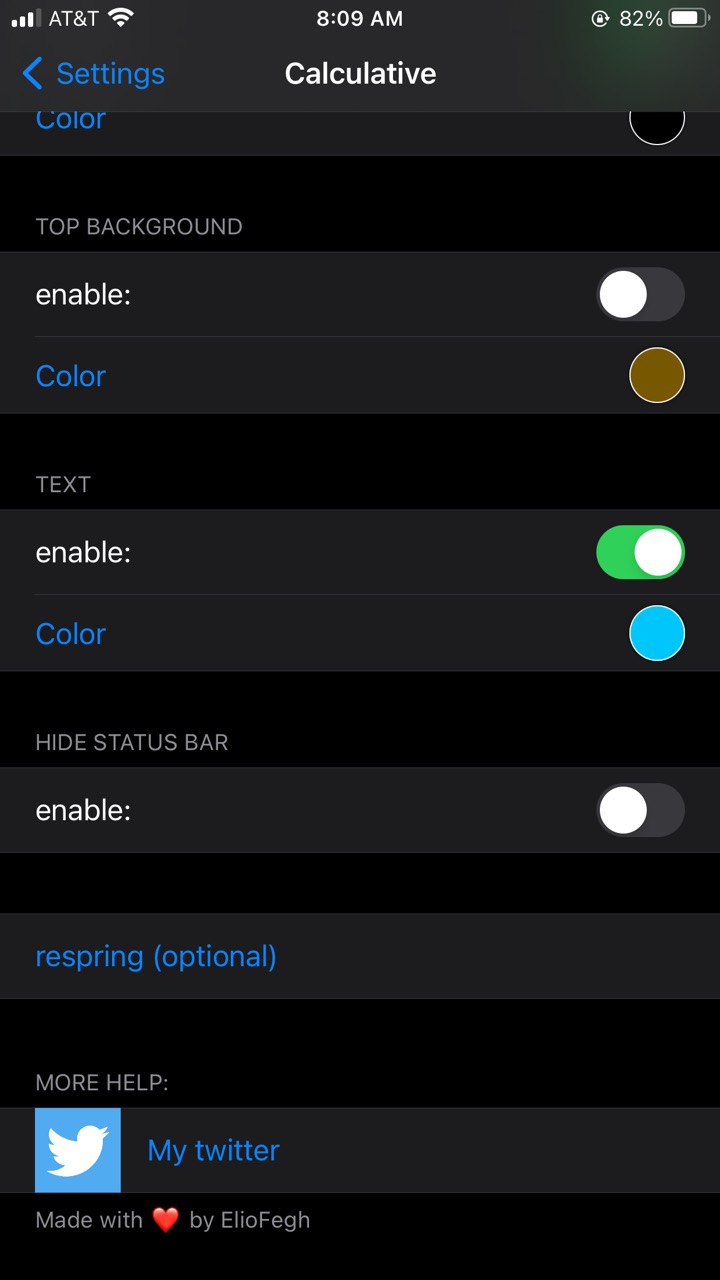 AT&T 8:09 AM 82%
Settings Calculative
Color
TOP BACKGROUND
enable:
Color
TEXT
enable:
Color
HIDE STATUS BAR
enable:
respring (optional)
MORE HELP:
My twitter
Made with ❤️ by ElioFegh